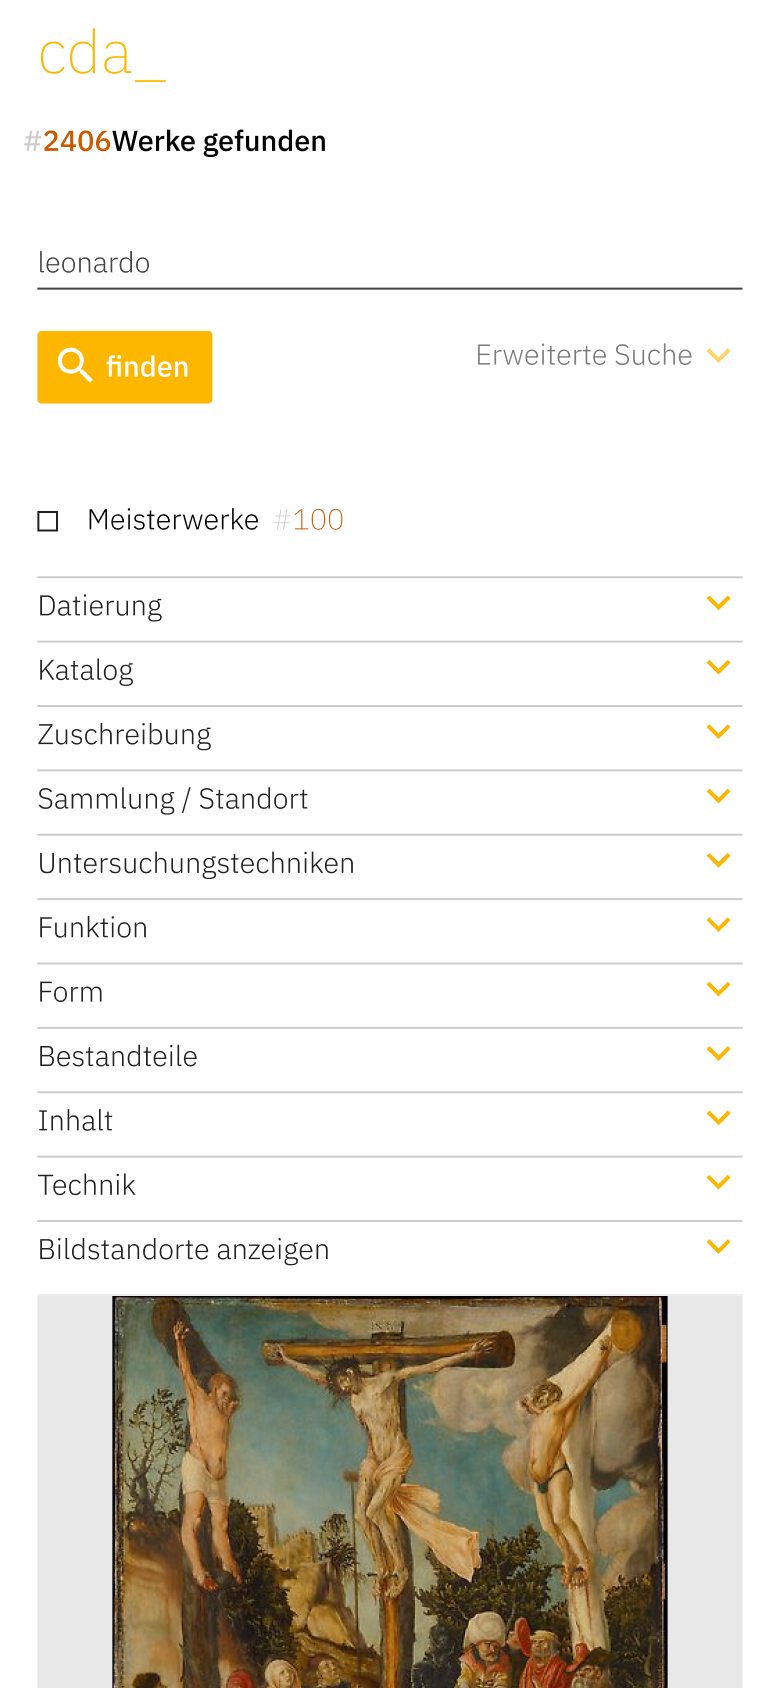 cda_
#2406Werke gefunden
leonardo
finden
Erweiterte Suche
Meisterwerke #100
Datierung
Katalog
Zuschreibung
Sammlung / Standort
Untersuchungstechniken
Funktion
Form
Bestandteile
Inhalt
Technik
Bildstandorte anzeigen